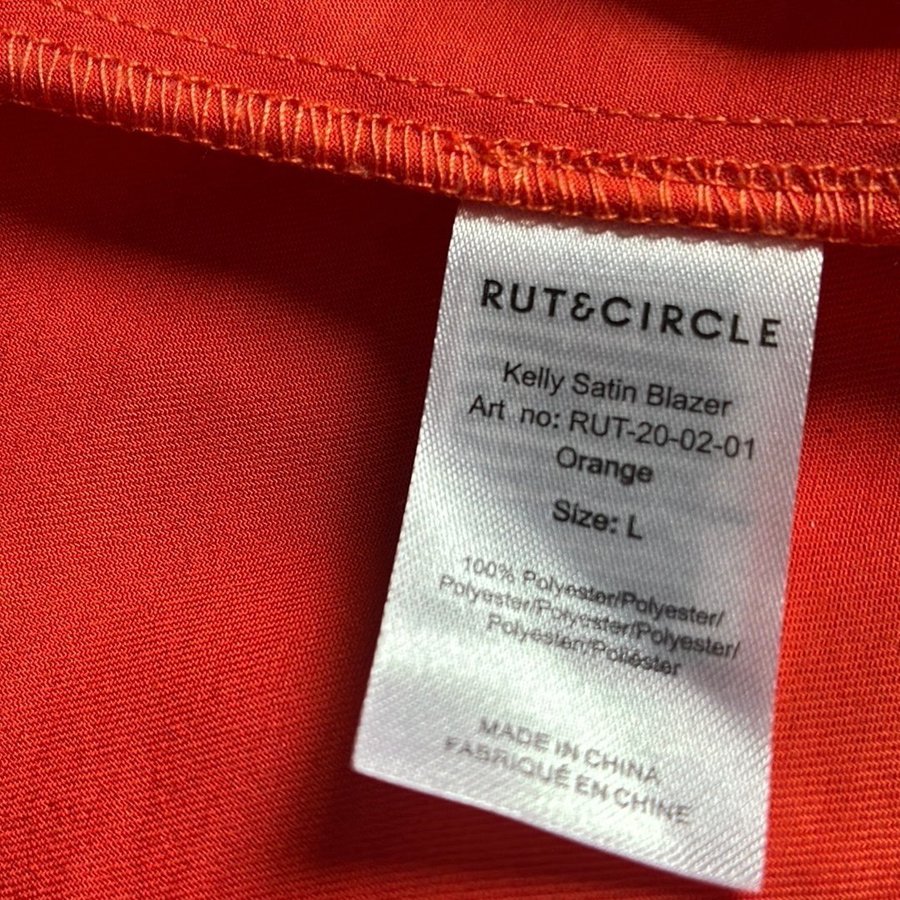 RUT&CIRCLE
Kelly Satin Blazer
Art no: RUT-20-02-01
Orange
Size: L
100% Polyester/Polyester/
Polyester/Polyester/Polyester/
Polyester/Poliéster
MADE IN CHINA
FABRIQUÉ EN CHINE